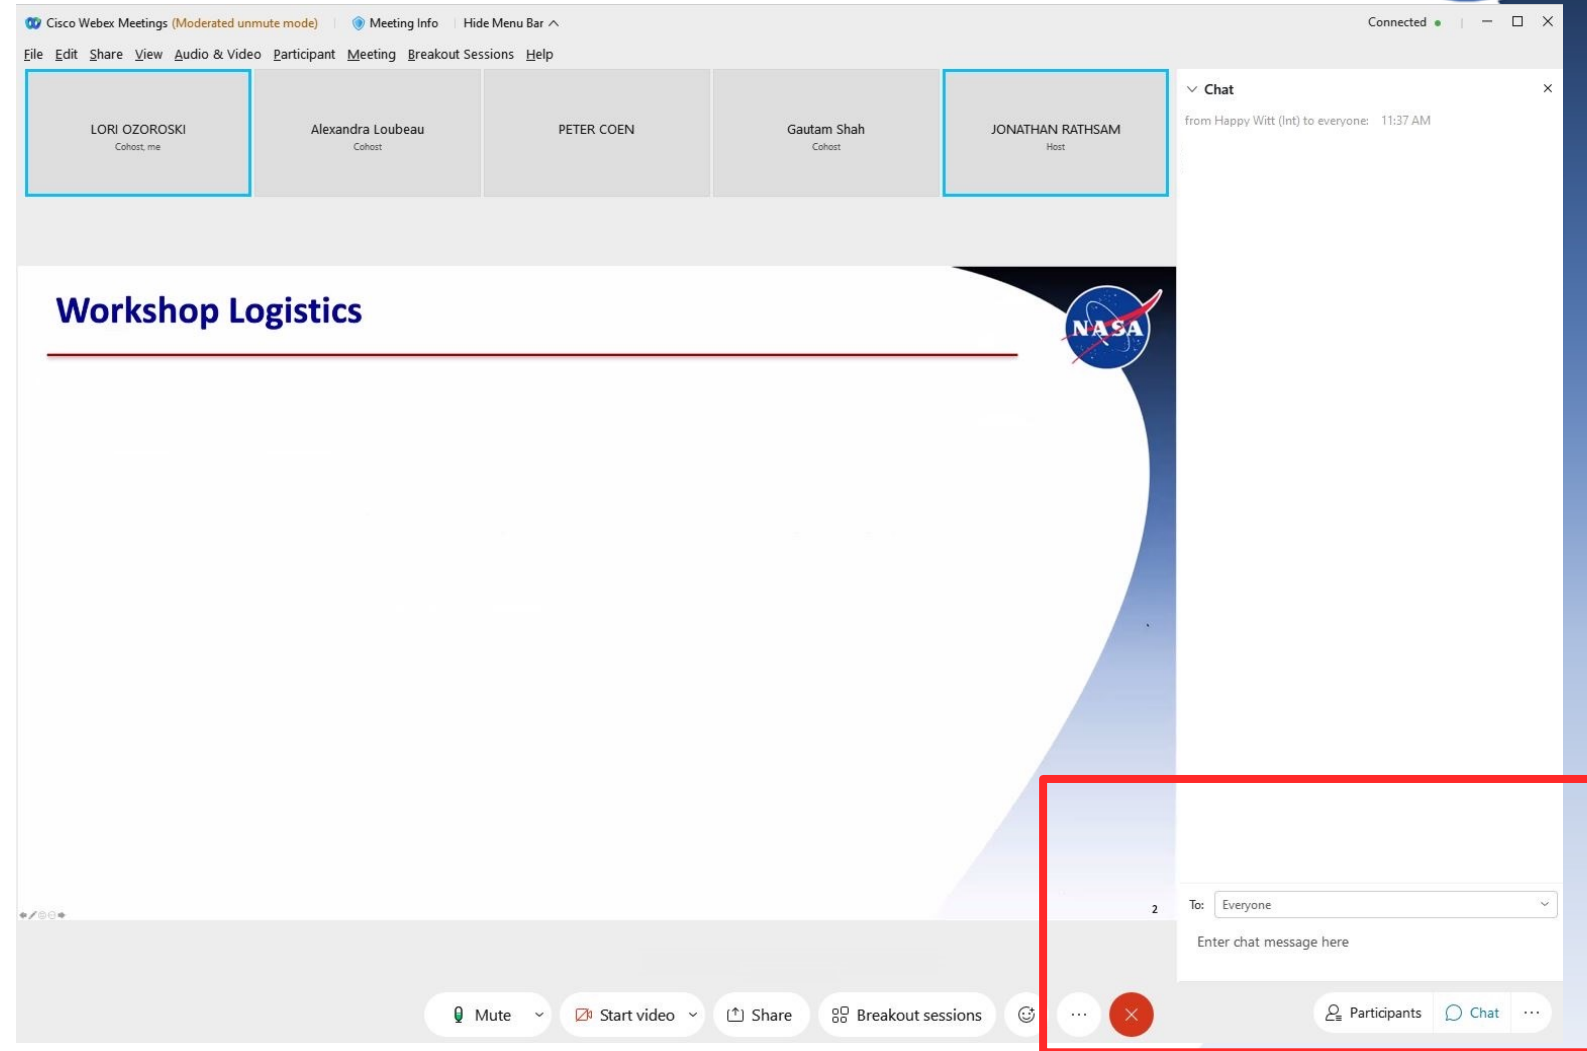 Cisco Webex Meetings (Moderated unmute mode) Meeting Info Hide Menu Bar Connected
File Edit Share View Audio & Video Participant Meeting Breakout Sessions Help
LORI OZOROSKI
Cohost, me
Alexandra Loubeau
Cohost
PETER COEN
Gautam Shah
Cohost
JONATHAN RATHSAM
Host
Chat
from Happy Witt (Int) to everyone: 11:37 AM
Workshop Logistics
NASA
2
To: Everyone
Enter chat message here
Mute Start video Share Breakout sessions
Participants Chat